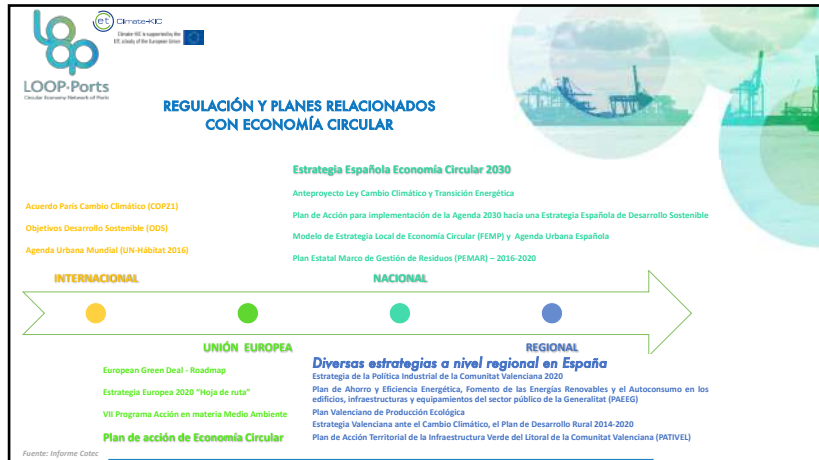 et Climate-KIC
Climate-KIC is supported by the
EIT, a body of the European Union
LOOP-Ports
Circular Economy Network of Ports
REGULACIÓN Y PLANES RELACIONADOS
CON ECONOMÍA CIRCULAR
Estrategia Española Economía Circular 2030
Anteproyecto Ley Cambio Climático y Transición Energética
Plan de Acción para implementación de la Agenda 2030 hacia una Estrategia Española de Desarrollo Sostenible
Modelo de Estrategia Local de Economía Circular (FEMP) y Agenda Urbana Española
Plan Estatal Marco de Gestión de Residuos (PEMAR) – 2016-2020
Acuerdo Paris Cambio Climático (COP21)
Objetivos Desarrollo Sostenible (ODS)
Agenda Urbana Mundial (UN-Hábitat 2016)
INTERNACIONAL
NACIONAL
UNIÓN EUROPEA
REGIONAL
European Green Deal - Roadmap
Estrategia Europea 2020 "Hoja de ruta"
VII Programa Acción en materia Medio Ambiente
Plan de acción de Economía Circular
Diversas estrategias a nivel regional en España
Estrategia de la Política Industrial de la Comunitat Valenciana 2020
Plan de Ahorro y Eficiencia Energética, Fomento de las Energías Renovables y el Autoconsumo en los
edificios, infraestructuras y equipamientos del sector público de la Generalitat (PAEEG)
Plan Valenciano de Producción Ecológica
Estrategia Valenciana ante el Cambio Climático, el Plan de Desarrollo Rural 2014-2020
Plan de Acción Territorial de la Infraestructura Verde del Litoral de la Comunitat Valenciana (PATIVEL)
Fuente: Informe Cotec